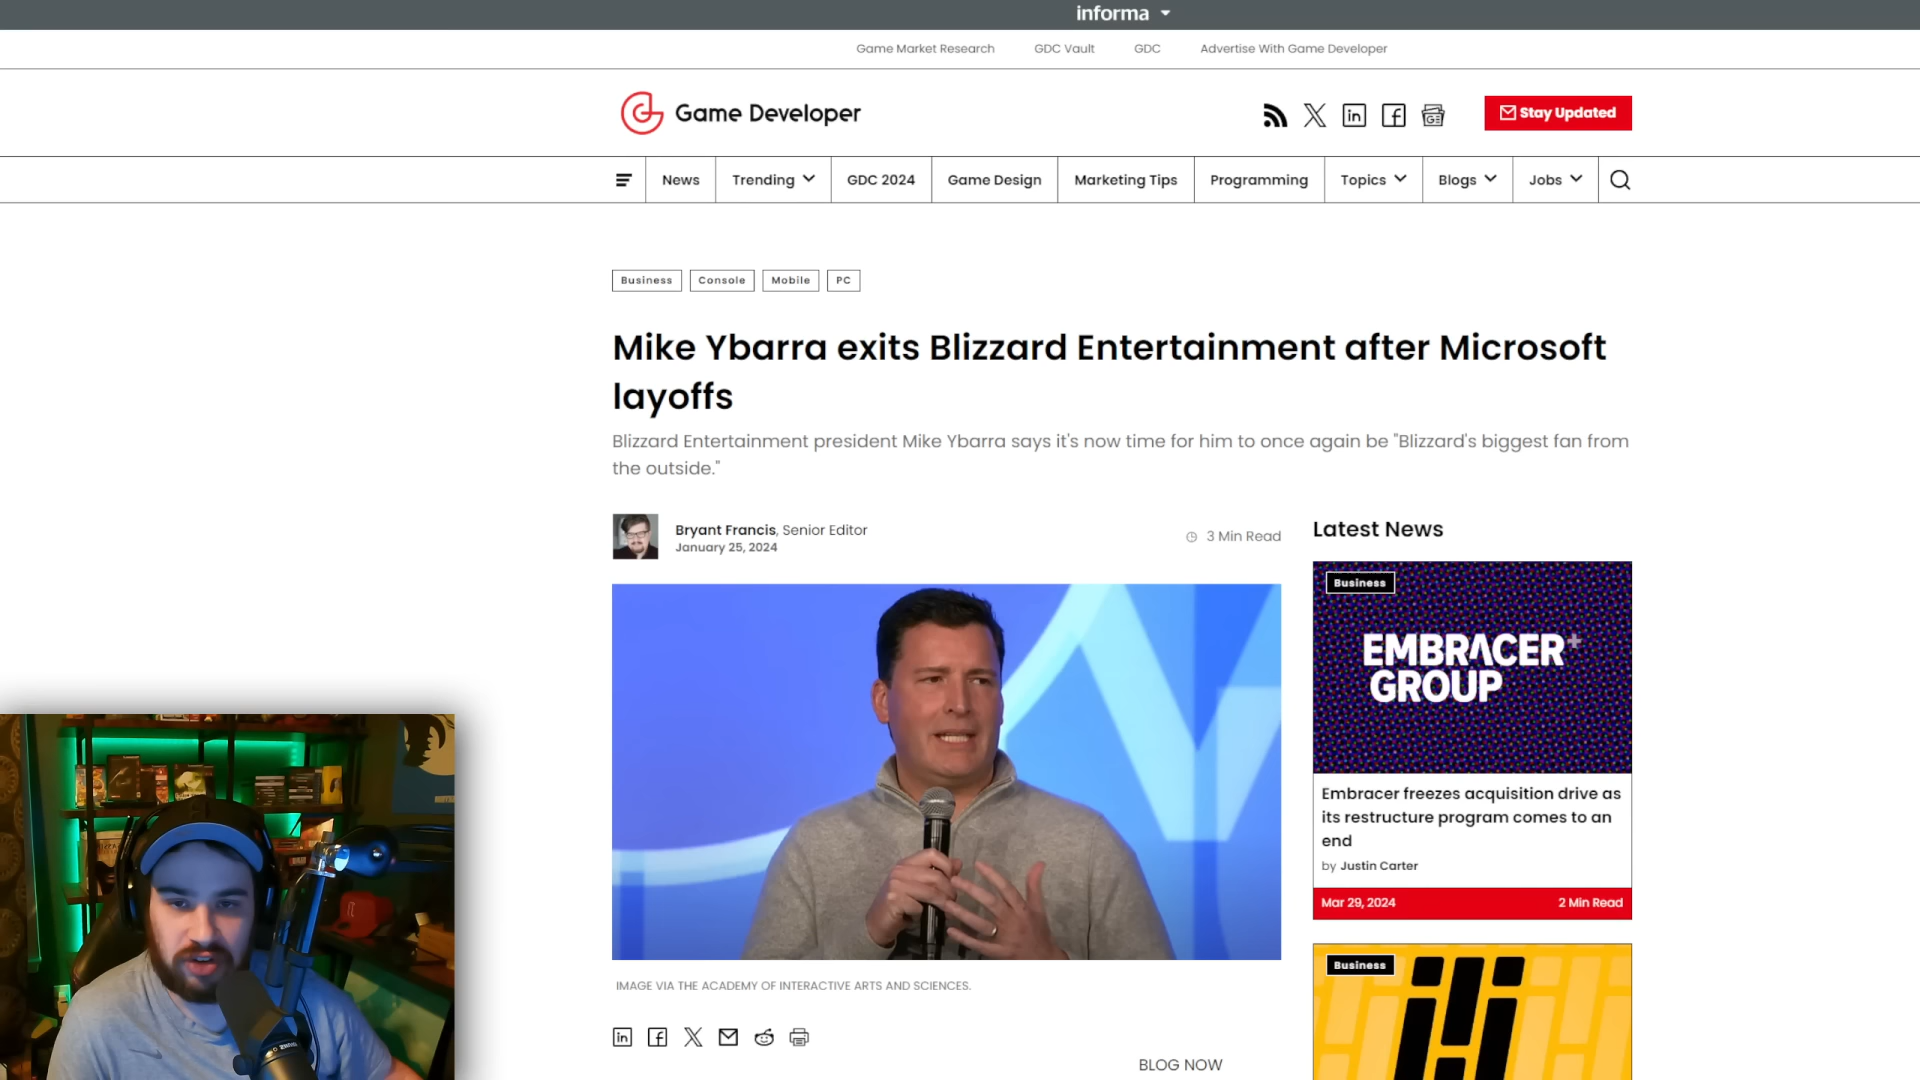 informa
Game Market Research GDC Vault GDC Advertise With Game Developer
Game Developer
GE
Stay Updated
News Trending GDC 2024 Game Design Marketing Tips Programming Topics Blogs Jobs
Business Console Mobile PC
Mike Ybarra exits Blizzard Entertainment after Microsoft
layoffs
Blizzard Entertainment president Mike Ybarra says it's now time for him to once again be "Blizzard's biggest fan from
the outside."
Bryant Francis, Senior Editor
January 25, 2024
3 Min Read
IMAGE VIA THE ACADEMY OF INTERACTIVE ARTS AND SCIENCES.
BLOG NOW
Latest News
Business
EMBRACER+
GROUP
Embracer freezes acquisition drive as
its restructure program comes to an
end
by Justin Carter
Mar 29, 2024 2 Min Read
Business